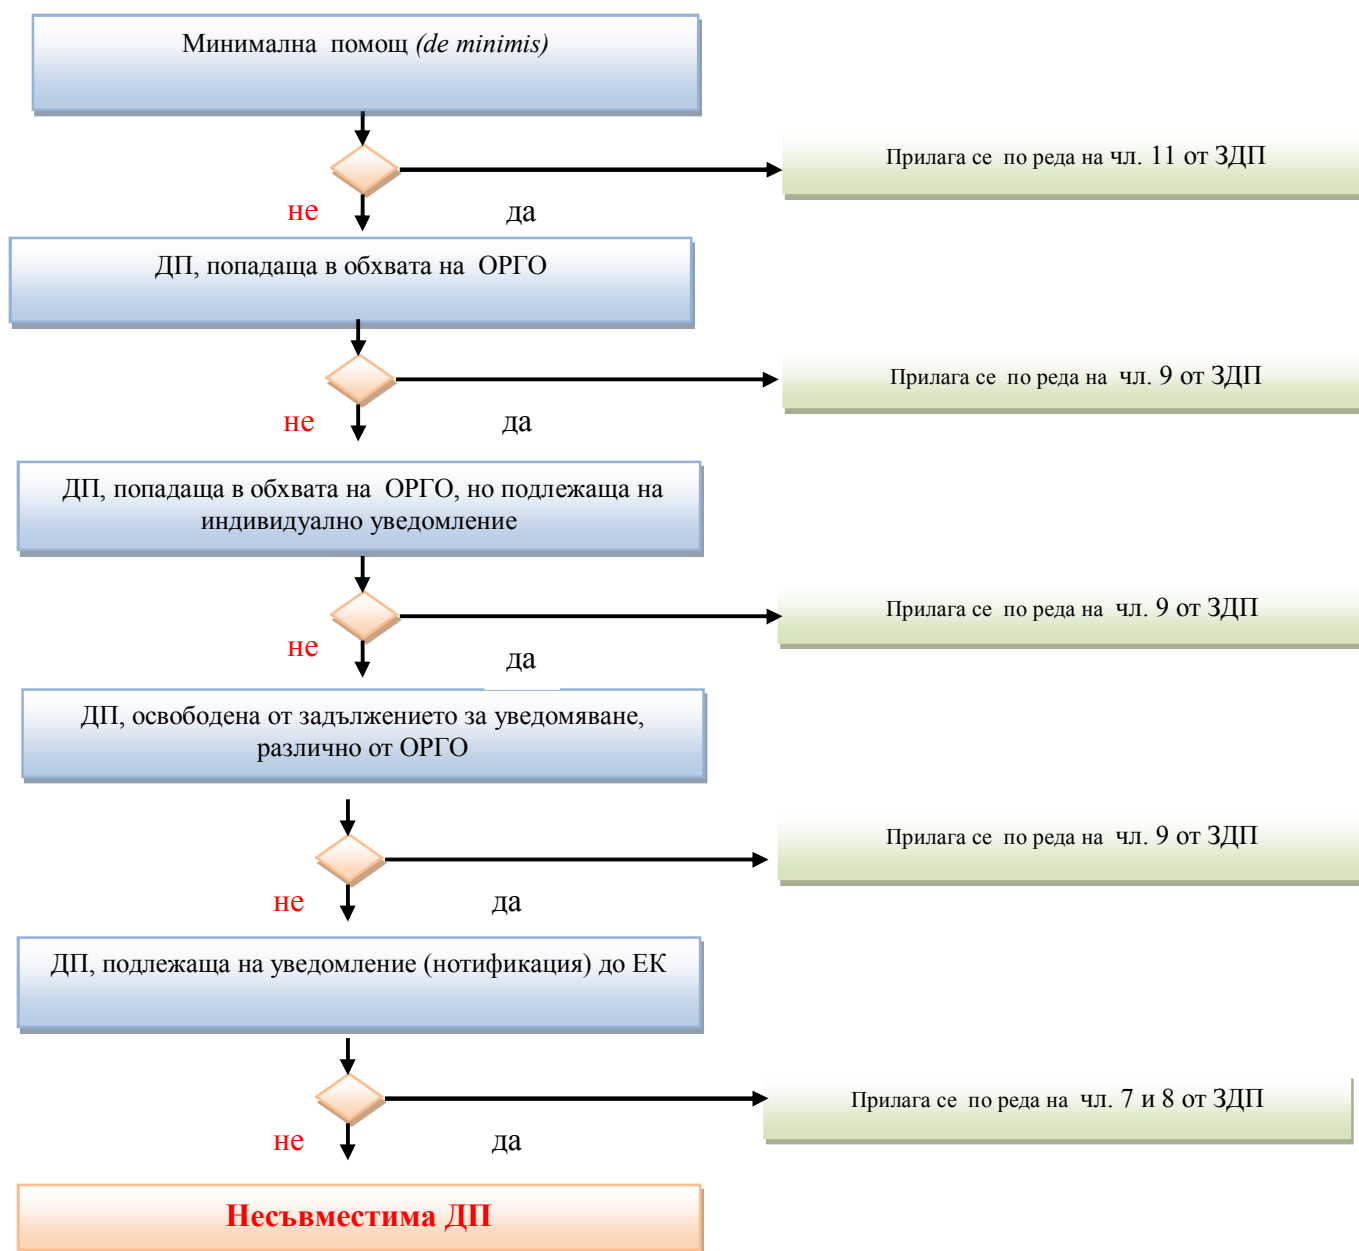 Минимална помощ (de minimis)
Прилага се по реда на чл. 11 от ЗДП
не
да
ДП, попадаща в обхвата на ОРГО
Прилага се по реда на чл. 9 от ЗДП
не
да
ДП, попадаща в обхвата на ОРГО, но подлежаща на
индивидуално уведомление
Прилага се по реда на чл. 9 от ЗДП
не
да
ДП, освободена от задължението за уведомяване,
различно от ОРГО
Прилага се по реда на чл. 9 от ЗДП
не
да
ДП, подлежаща на уведомление (нотификация) до ЕК
Прилага се по реда на чл. 7 и 8 от ЗДП
не
да
Несъвместима ДП